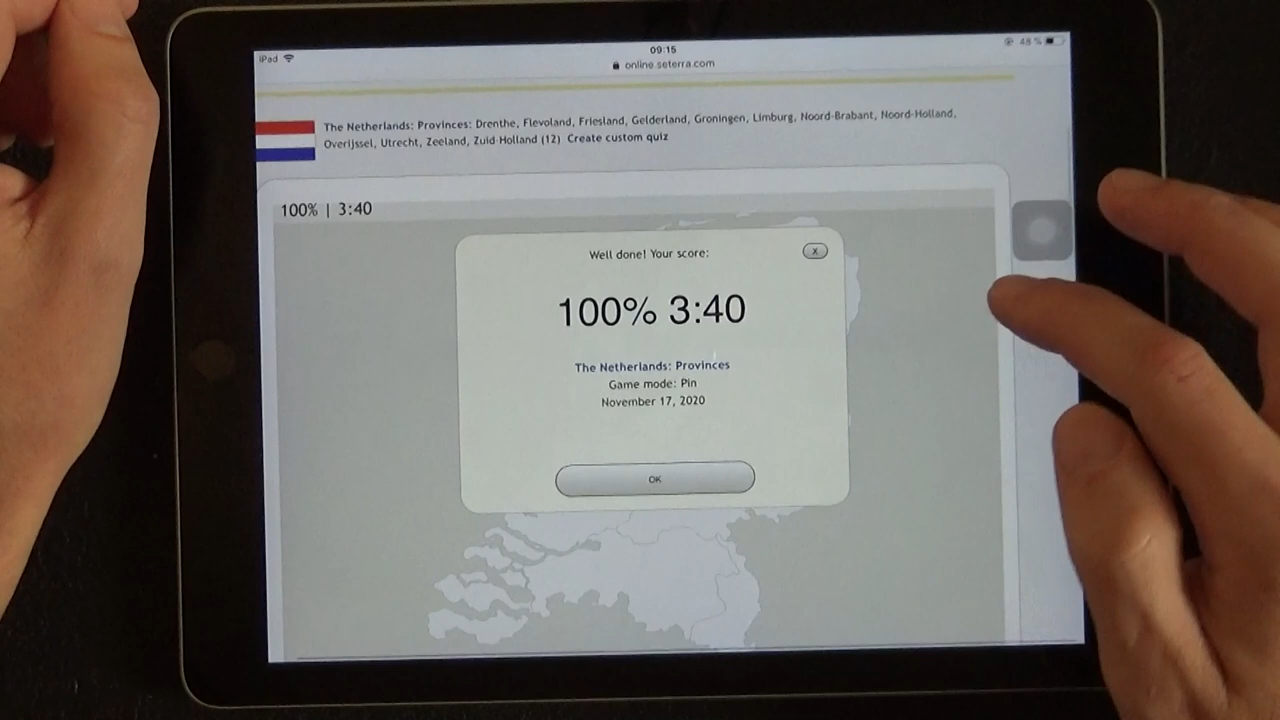 iPad
09:15
48 %
online.seterra.com
The Netherlands: Provinces: Drenthe, Flevoland, Friesland, Gelderland, Groningen, Limburg, Noord-Brabant, Noord-Holland,
Overijssel, Utrecht, Zeeland, Zuid-Holland (12) Create custom quiz
100% | 3:40
Well done! Your score:
X
100% 3:40
The Netherlands: Provinces
Game mode: Pin
November 17, 2020
OK